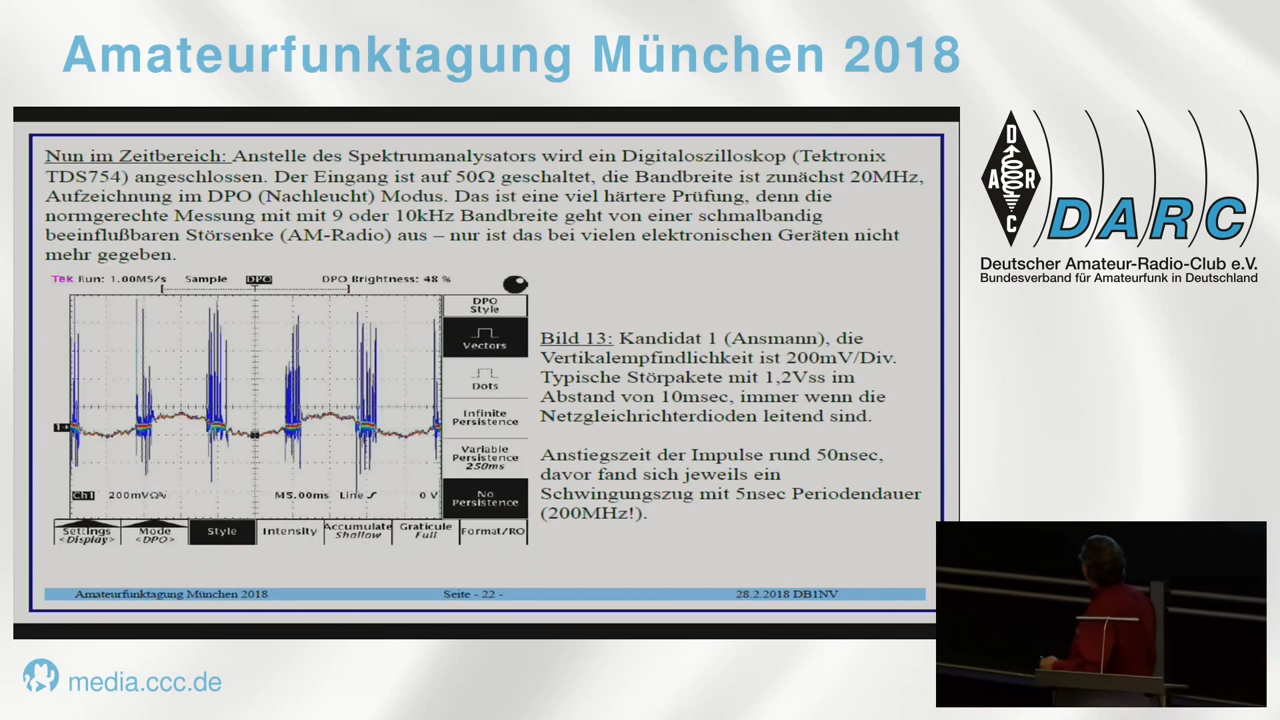 Amateurfunktagung München 2018
Nun im Zeitbereich: Anstelle des Spektrumanalysators wird ein Digitaloszilloskop (Tektronix
TDS754) angeschlossen. Der Eingang ist auf 50Ω geschaltet, die Bandbreite ist zunächst 20MHz,
Aufzeichnung im DPO (Nachleucht) Modus. Das ist eine viel härtere Prüfung, denn die
normgerechte Messung mit mit 9 oder 10kHz Bandbreite geht von einer schmalbandig
beeinflußbaren Störsenke (AM-Radio) aus – nur ist das bei vielen elektronischen Geräten nicht
mehr gegeben.
Tek Run: 1.00MS/s Sample DPO DPO Brightness: 48 %
DPO
Style
Vectors
Dots
Infinite
Persistence
Variable
Persistence
250ms
No
Persistence
1
Ch1 200mVΩ M5.00ms Line 0 V
Settings
<Display>
Mode
<DPO>
Style
Intensity
Accumulate
Shallow
Graticule
Full
Format/RO
Bild 13: Kandidat 1 (Ansmann), die
Vertikalempfindlichkeit ist 200mV/Div.
Typische Störpakete mit 1,2Vss im
Abstand von 10msec, immer wenn die
Netzgleichrichterdioden leitend sind.
Anstiegszeit der Impulse rund 50nsec,
davor fand sich jeweils ein
Schwingungszug mit 5nsec Periodendauer
(200MHz!).
Amateurfunktagung München 2018 Seite - 22 - 28.2.2018 DB1NV
D
A R
C
DARC
Deutscher Amateur-Radio-Club e.V.
Bundesverband für Amateurfunk in Deutschland
media.ccc.de